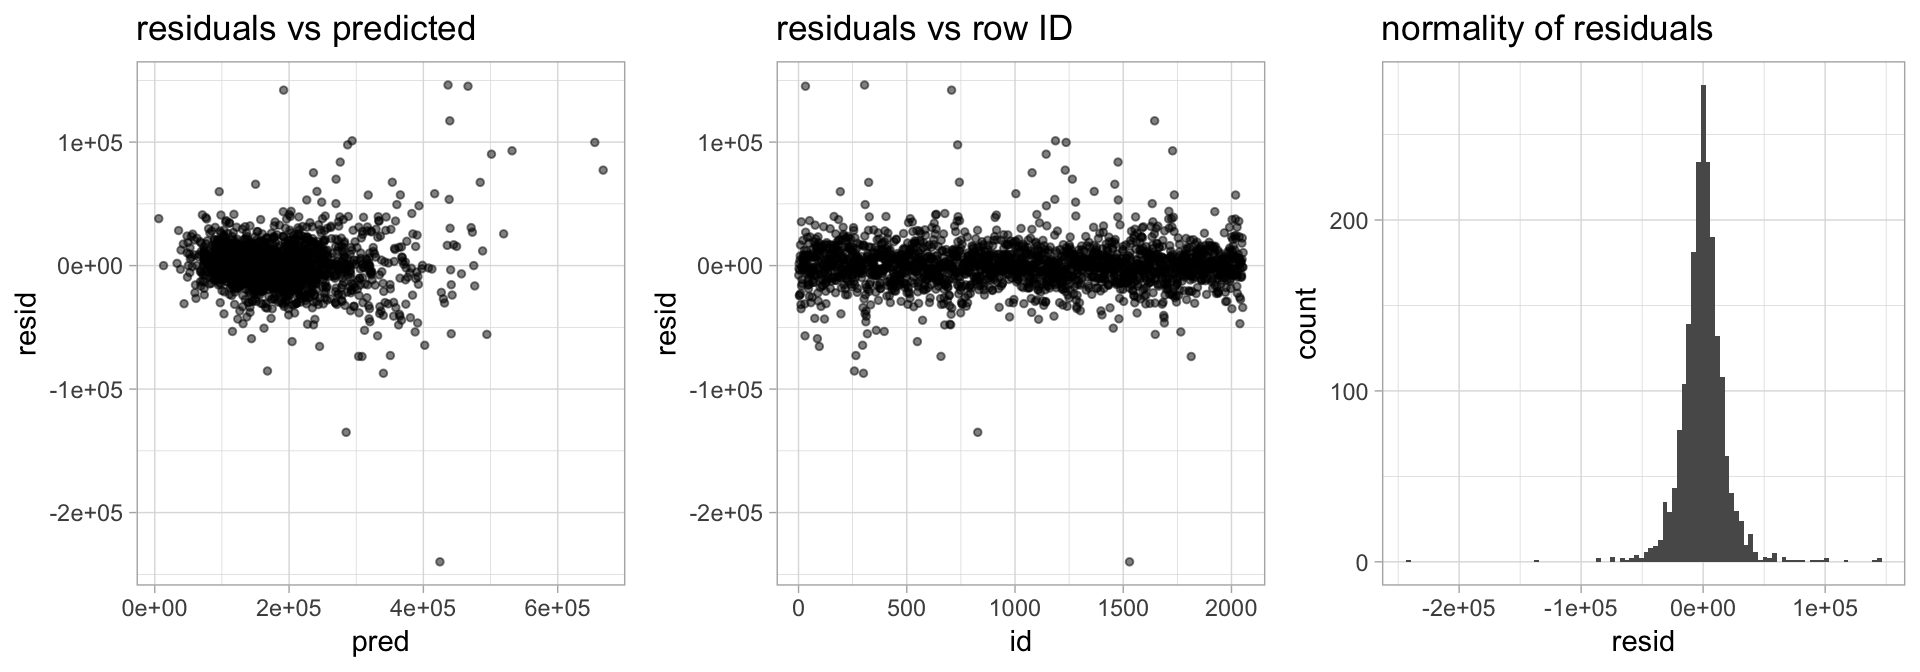 residuals vs predicted
resid
1e+05
0e+00
-1e+05
-2e+05
0e+00 2e+05 4e+05 6e+05
pred
residuals vs row ID
resid
1e+05
0e+00
-1e+05
-2e+05
0 500 1000 1500 2000
id
normality of residuals
count
200
100
0
-2e+05 -1e+05 0e+00 1e+05
resid